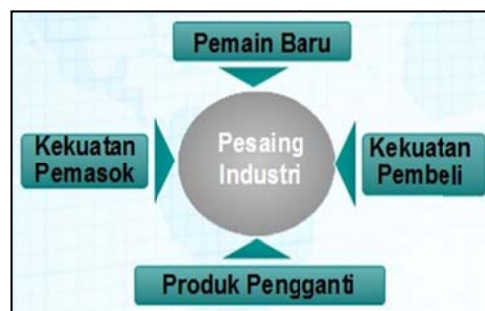 Pemain Baru
Kekuatan
Pemasok
Pesaing
Industri
Kekuatan
Pembeli
Produk Pengganti